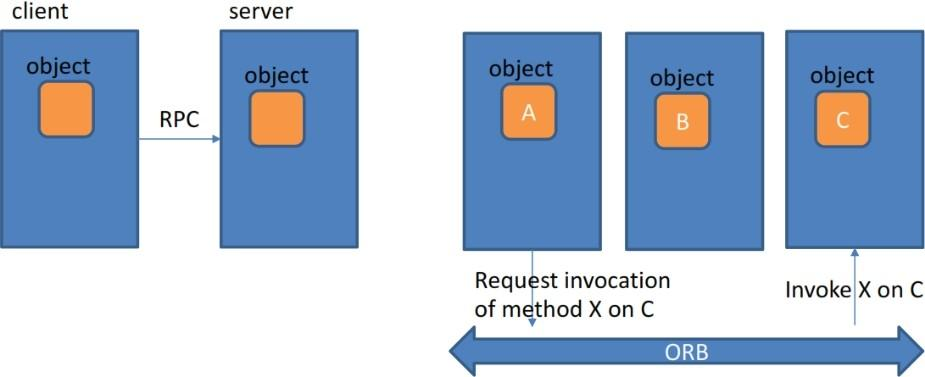 client
server
object
object
RPC
object
object
object
A
B
C
Request invocation
of method X on C
Invoke X on C
ORB